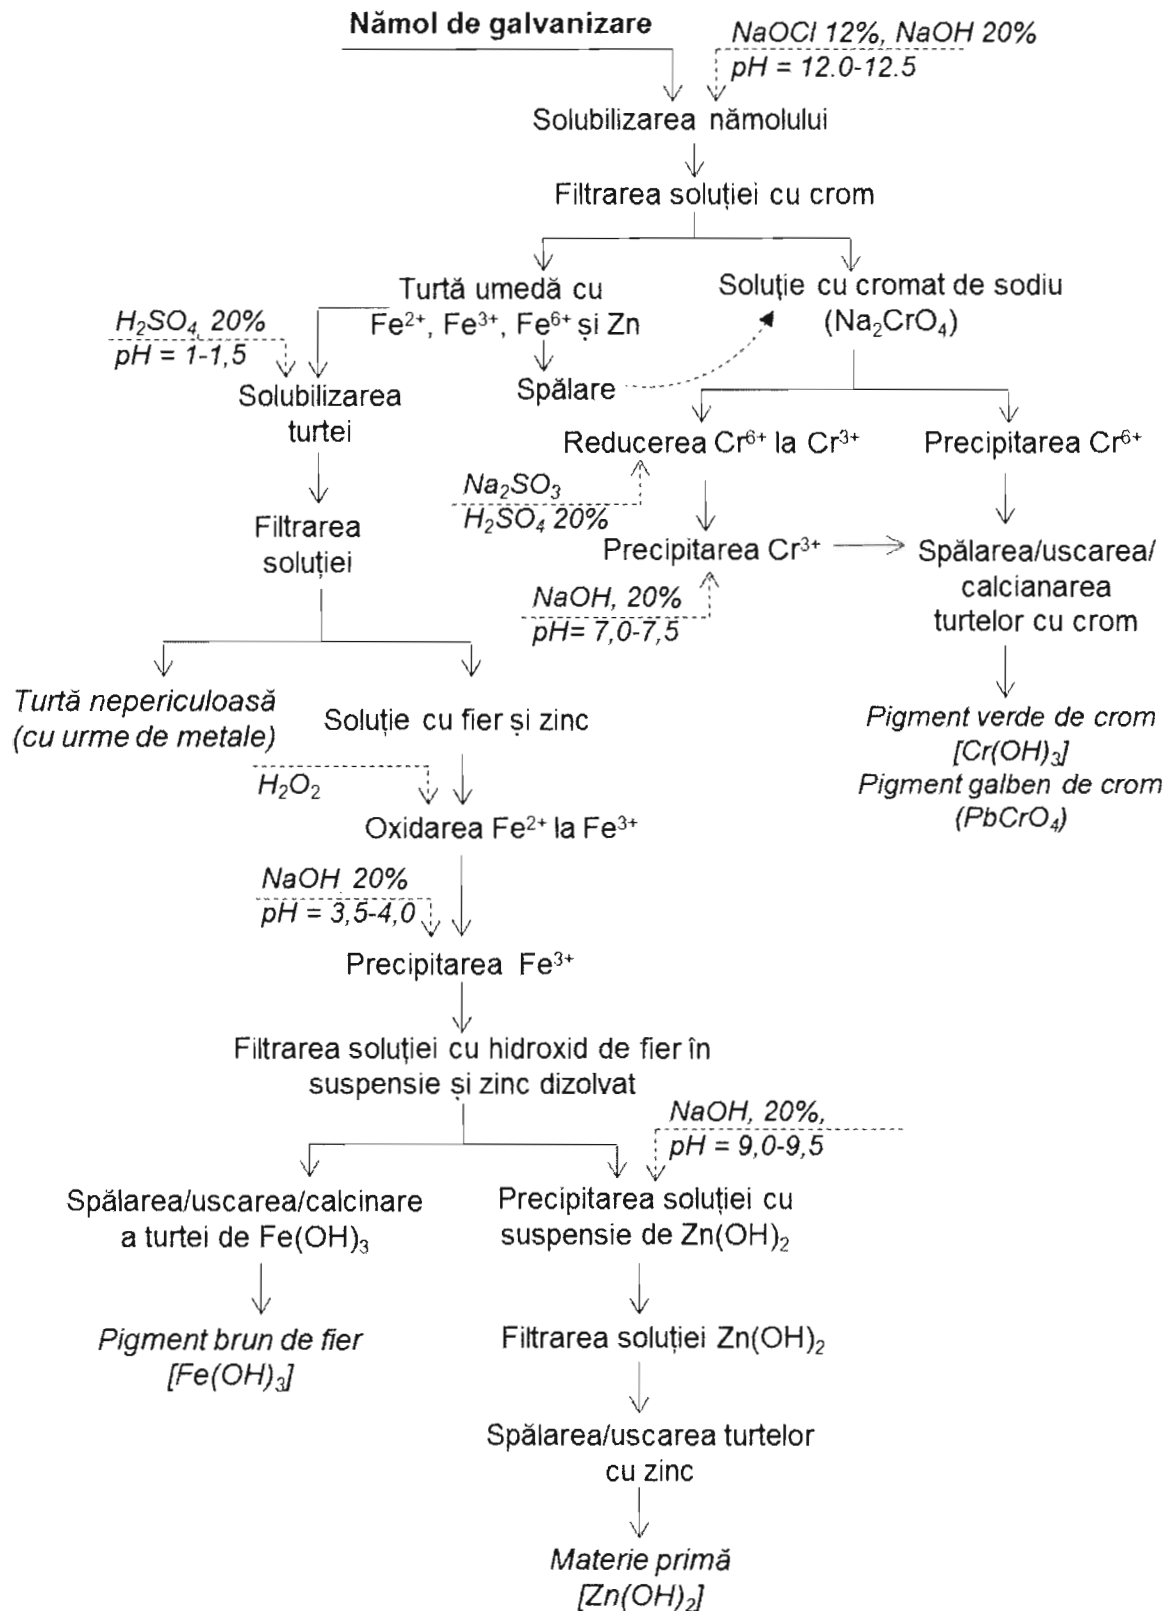 Nămol de galvanizare
NaOCl 12%, NaOH 20%
pH = 12.0-12.5
Solubilizarea nămolului
Filtrarea soluției cu crom
Turtă umedă cu
Fe²⁺, Fe³⁺, Fe⁶⁺ și Zn
Soluție cu cromat de sodiu
(Na₂CrO₄)
H₂SO₄, 20%
pH = 1-1,5
Spălare
Solubilizarea
turtei
Reducerea Cr⁶⁺ la Cr³⁺
Precipitarea Cr⁶⁺
Na₂SO₃
H₂SO₄ 20%
Filtrarea
soluției
Precipitarea Cr³⁺
Spălarea/uscarea/
calcianarea
turtelor cu crom
NaOH, 20%
pH= 7,0-7,5
Turtă nepericuloasă
(cu urme de metale)
Soluție cu fier și zinc
Pigment verde de crom
[Cr(OH)₃]
Pigment galben de crom
(PbCrO₄)
H₂O₂
Oxidarea Fe²⁺ la Fe³⁺
NaOH 20%
pH = 3,5-4,0
Precipitarea Fe³⁺
Filtrarea soluției cu hidroxid de fier în
suspensie și zinc dizolvat
NaOH, 20%,
pH = 9,0-9,5
Spălarea/uscarea/calcinare
a turtei de Fe(OH)₃
Precipitarea soluției cu
suspensie de Zn(OH)₂
Pigment brun de fier
[Fe(OH)₃]
Filtrarea soluției Zn(OH)₂
Spălarea/uscarea turtelor
cu zinc
Materie primă
[Zn(OH)₂]